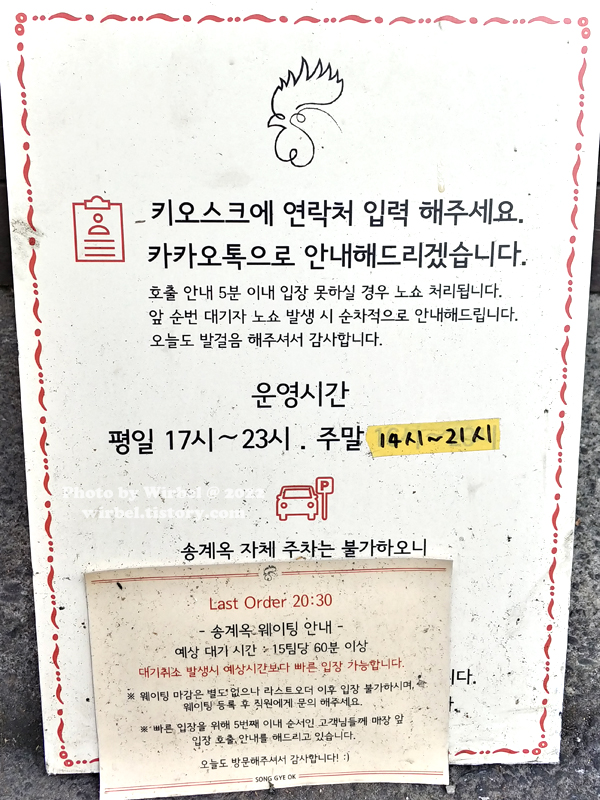 키오스크에 연락처 입력 해주세요.
카카오톡으로 안내해드리겠습니다.
호출 안내 5분 이내 입장 못하실 경우 노쇼 처리됩니다.
앞 순번 대기자 노쇼 발생 시 순차적으로 안내해드립니다.
오늘도 발걸음 해주셔서 감사합니다.
운영시간
평일 17시~23시 . 주말 14시~21시
P
Photo by Wirbel @ 2022
wirbel.tistory.com
송계옥 자체 주차는 불가하오니
Last Order 20:30
- 송계옥 웨이팅 안내 -
예상 대기 시간 : 15팀당 60분 이상
대기취소 발생시 예상시간보다 빠른 입장 가능합니다.
※ 웨이팅 마감은 별도 없으나 라스트오더 이후 입장 불가하시며,
웨이팅 등록 후 직원에게 문의 해주세요.
※ 빠른 입장을 위해 5번째 이내 순서인 고객님들께 매장 앞
입장 호출 안내를 해드리고 있습니다.
오늘도 방문해주셔서 감사합니다! :)
SONG GYE OK
니다.